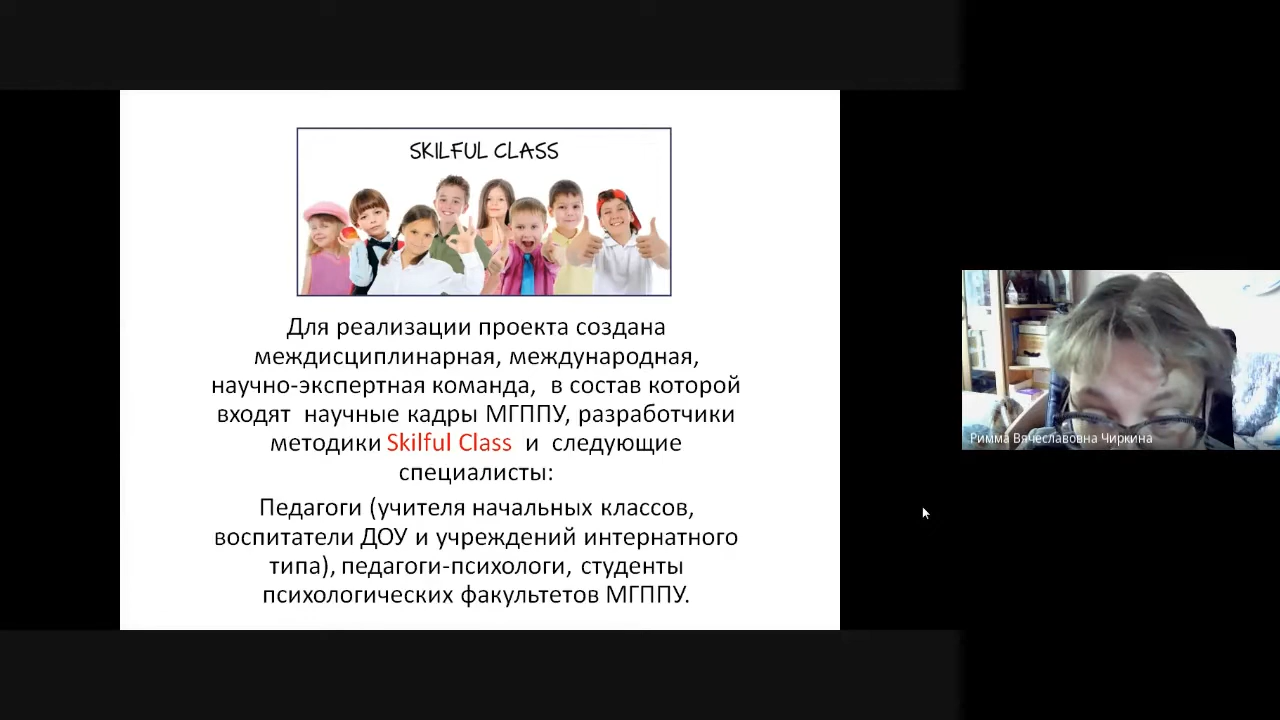 SKILFUL CLASS
Для реализации проекта создана
междисциплинарная, международная,
научно-экспертная команда, в состав которой
входят научные кадры МГППУ, разработчики
методики Skilful Class и следующие
специалисты:
Педагоги (учителя начальных классов,
воспитатели ДОУ и учреждений интернатного
типа), педагоги-психологи, студенты
психологических факультетов МГППУ.
Римма Вячеславовна Чиркина